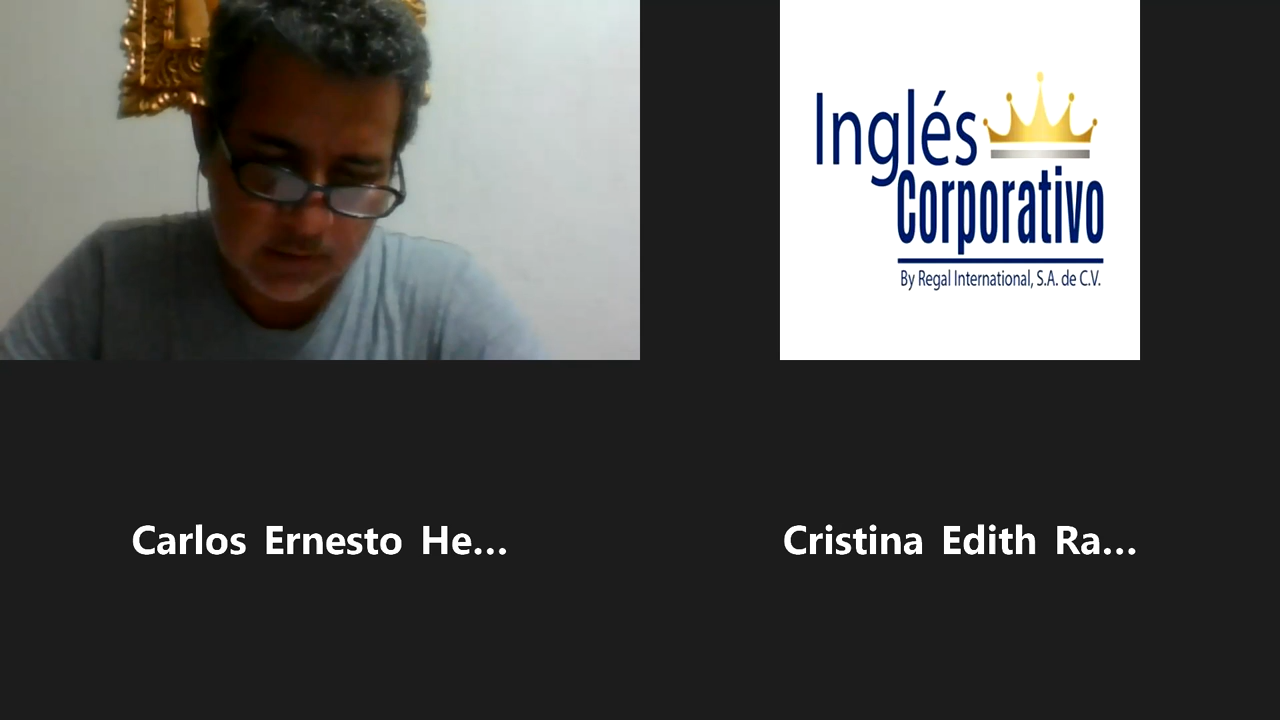 Inglés
Corporativo
By Regal International, S.A. de C.V.
Carlos Ernesto He...
Cristina Edith Ra...